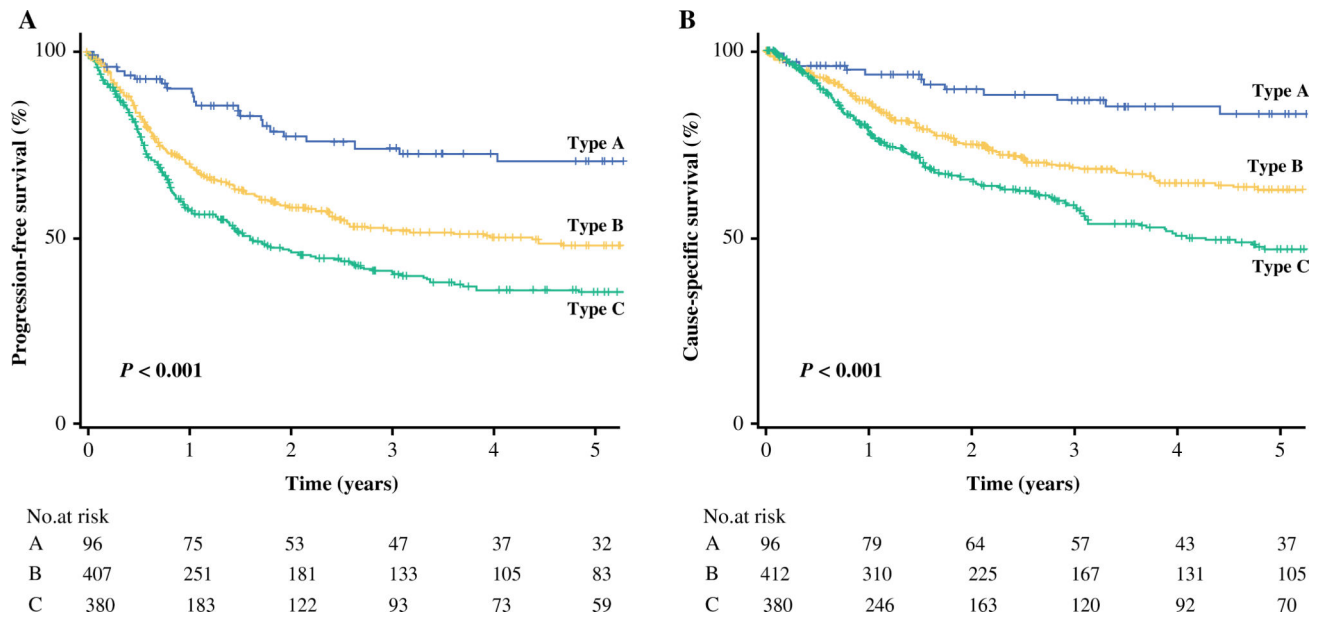 A
Progression-free survival (%)
100
50
0
Type A
Type B
Type C
P < 0.001
0 1 2 3 4 5
Time (years)
No.at risk
A 96 75 53 47 37 32
B 407 251 181 133 105 83
C 380 183 122 93 73 59
B
Cause-specific survival (%)
100
50
0
Type A
Type B
Type C
P < 0.001
0 1 2 3 4 5
Time (years)
No.at risk
A 96 79 64 57 43 37
B 412 310 225 167 131 105
C 380 246 163 120 92 70